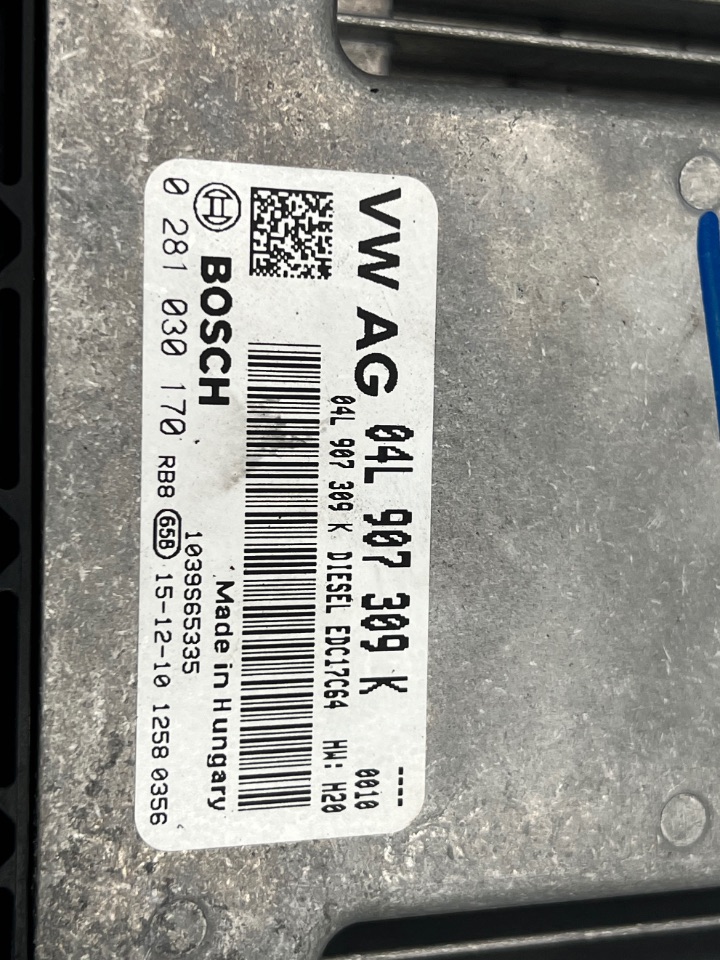 VW AG 04L 907 309 K ----
0010
04L 907 309 K DIESEL EDC17C64 HW: H20
BOSCH Made in Hungary
1039S65335
0 281 030 170 RB8 65B 15-12-10 1258 0356